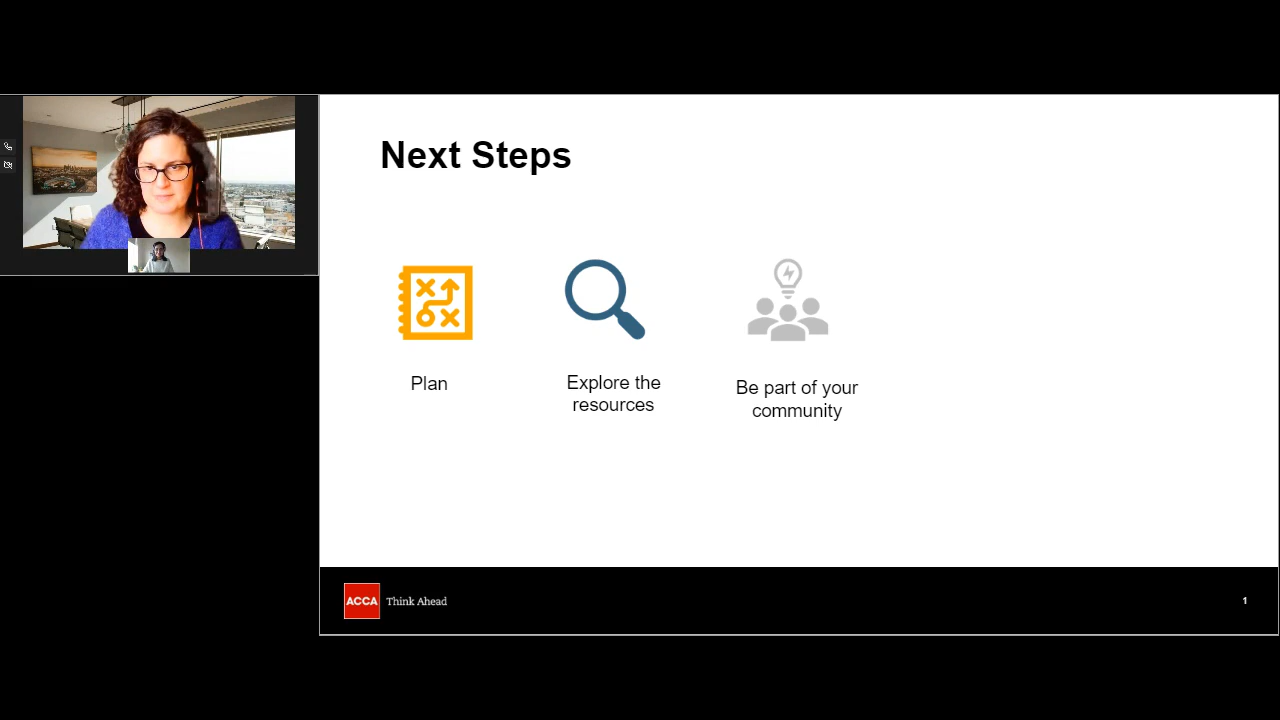 Next Steps
Plan
Explore the
resources
Be part of your
community
ACCA
Think Ahead
1